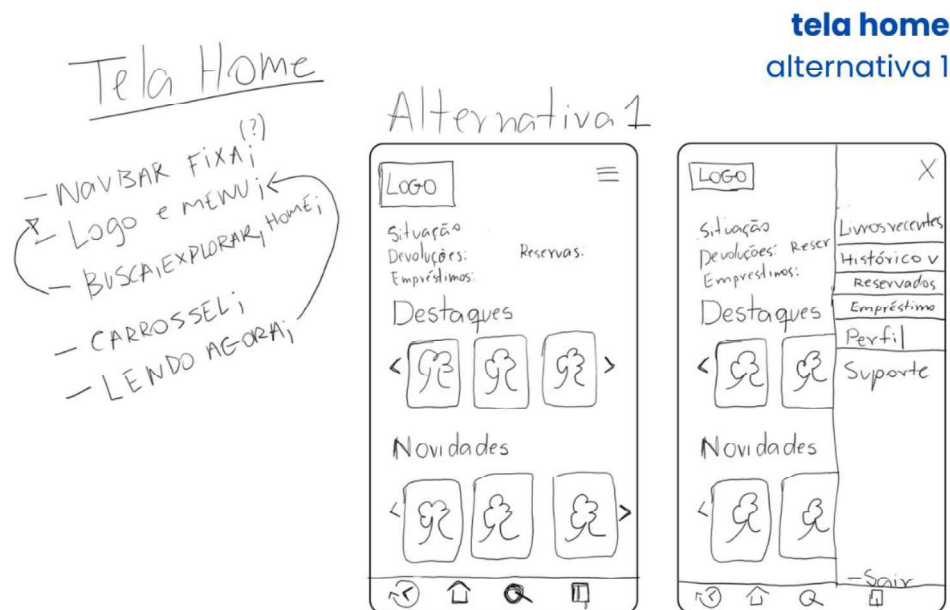 tela home
alternativa 1
Tela Home
- NAVBAR FIXA; (?)
- Logo e MENU;
- BUSCA, EXPLORAR, HOME;
- CARROSSEL;
- LENDO AGORA;
Alternativa 1
LOGO
Situação
Devoluções: Reservas:
Empréstimos:
Destaques
< >
Novidades
< >
LOGO
X
Situação
Devoluções: Reser
Empréstimos:
Destaques
<
Novidades
<
Livros recentes
Histórico v
Reservados
Empréstimo
Perfil
Suporte
- Sair